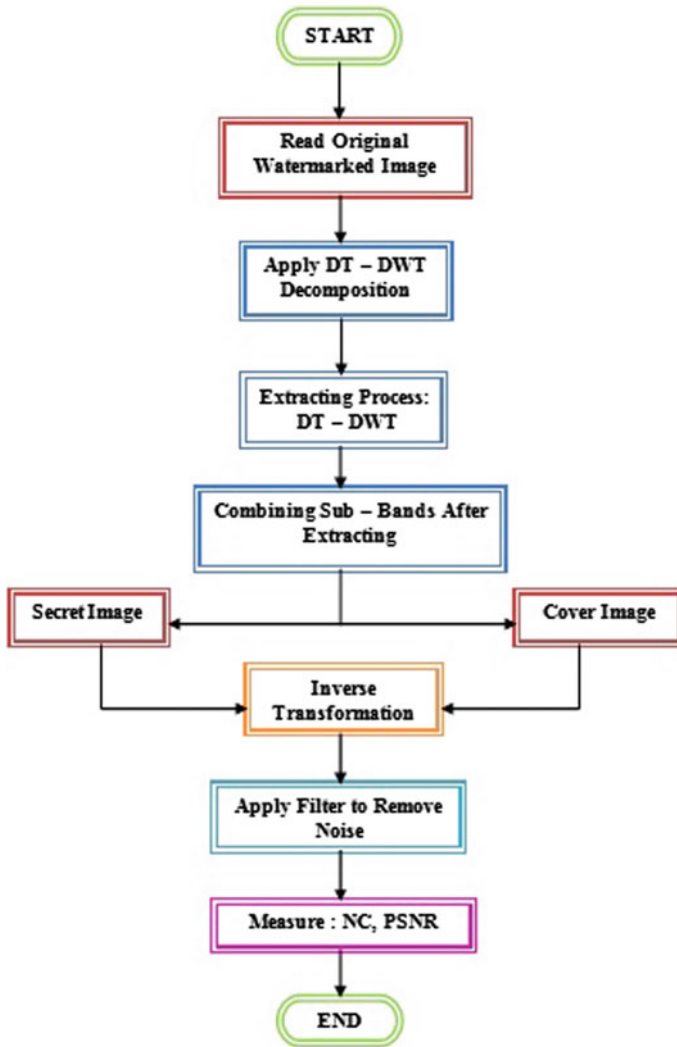 START
Read Original
Watermarked Image
Apply DT – DWT
Decomposition
Extracting Process:
DT – DWT
Combining Sub – Bands After
Extracting
Secret Image
Cover Image
Inverse
Transformation
Apply Filter to Remove
Noise
Measure : NC, PSNR
END